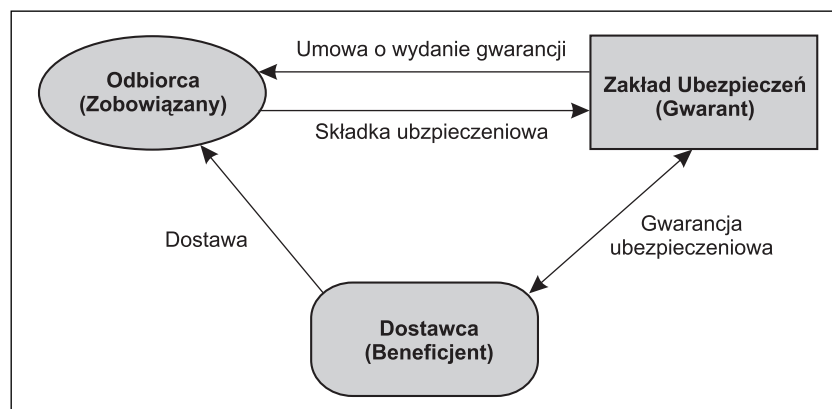 Umowa o wydanie gwarancji
Odbiorca
(Zobowiązany)
Zakład Ubezpieczeń
(Gwarant)
Składka ubzpieczeniowa
Dostawa
Gwarancja
ubezpieczeniowa
Dostawca
(Beneficjent)